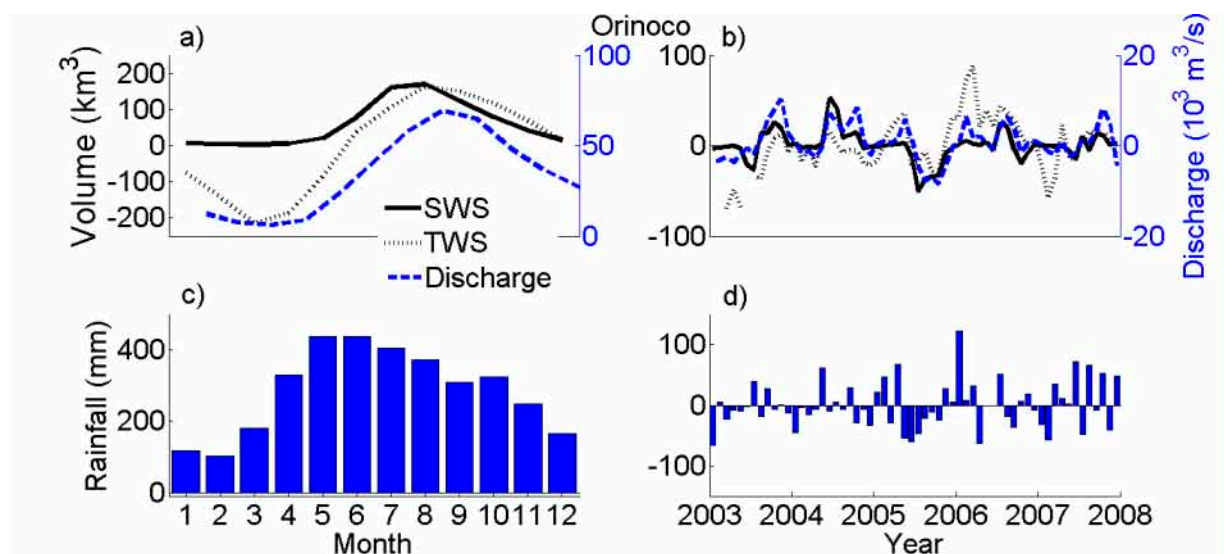 Orinoco
a)
Volume (km³)
200
100
0
-100
-200
100
50
0
SWS
TWS
Discharge
b)
100
0
-100
20
0
-20
Discharge (10³ m³/s)
c)
Rainfall (mm)
400
200
0
1 2 3 4 5 6 7 8 9 10 11 12
Month
d)
100
0
-100
2003 2004 2005 2006 2007 2008
Year